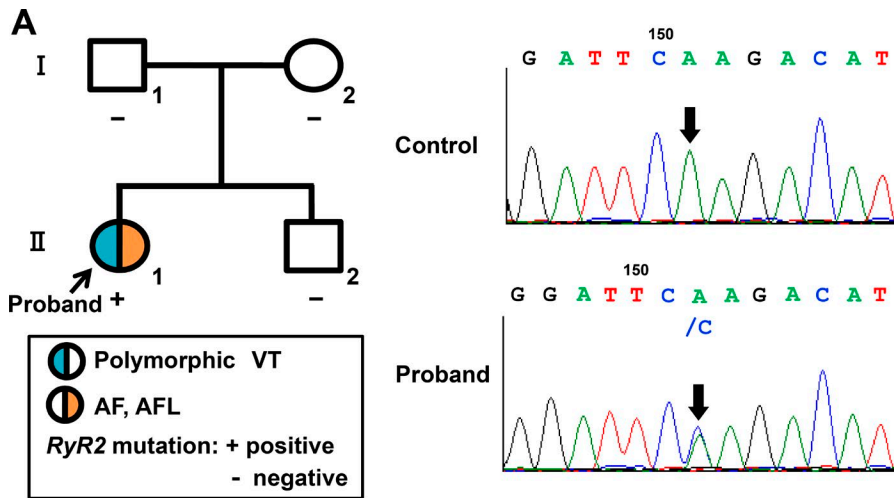 A
I
1
2
-
-
II
1
2
Proband
+
-
Polymorphic VT
AF, AFL
RyR2 mutation: + positive
- negative
150
G A T T C A A G A C A T
Control
150
G G A T T C A A G A C A T
/C
Proband